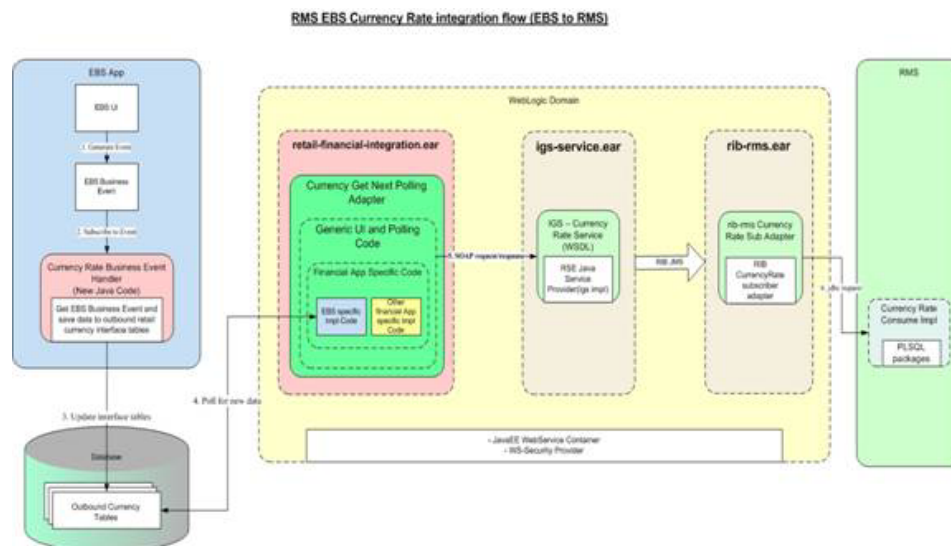 RMS EBS Currency Rate integration flow (EBS to RMS)
EBS App
EBS UI
1. Generate Event
EBS Business
Event
2. Subscribe to Event
Currency Rate Business Event
Handler
(New Java Code)
Get EBS Business Event and
save data to outbound retail
currency interface tables
3. Update interface tables
Database
Outbound Currency
Tables
4. Poll for new data
WebLogic Domain
retail-financial-integration.ear
Currency Get Next Polling
Adapter
Generic UI and Polling
Code
Financial App Specific Code
EBS specific
Impl Code
Other
financial App
specific Impl
Code
5. SOAP request/response
igs-service.ear
IGS – Currency
Rate Service
(WSDL)
RSE Java
Service
Provider(igs impl)
RIB JMS
rib-rms.ear
rib-rms Currency
Rate Sub Adapter
RIB
CurrencyRate
subscriber
adapter
6. jdbc request
RMS
Currency Rate
Consume Impl
PLSQL
packages
- JavaEE WebService Container
- WS-Security Provider